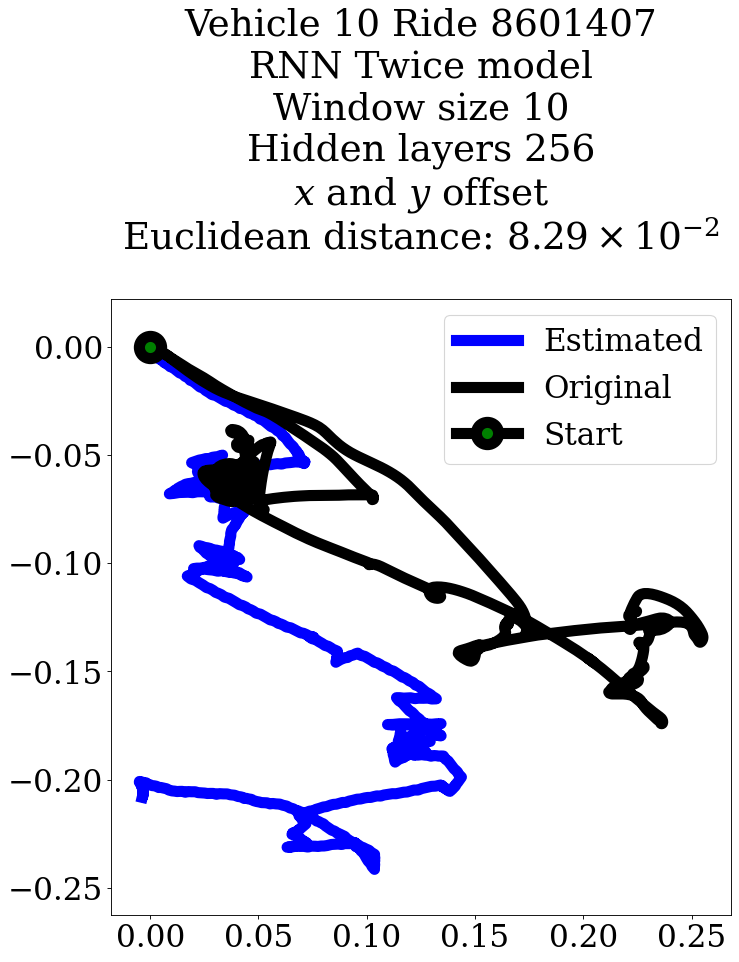 Vehicle 10 Ride 8601407
RNN Twice model
Window size 10
Hidden layers 256
x and y offset
Euclidean distance: 8.29 × 10⁻²
Estimated
Original
Start
0.00
−0.05
−0.10
−0.15
−0.20
−0.25
0.00 0.05 0.10 0.15 0.20 0.25